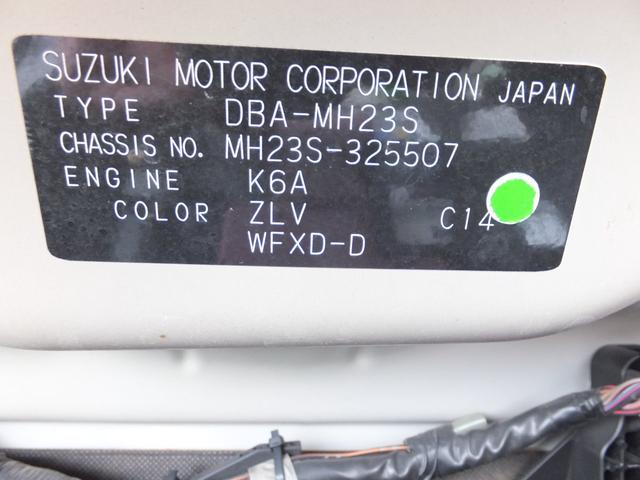 SUZUKI MOTOR CORPORATION JAPAN
TYPE DBA-MH23S
CHASSIS NO. MH23S-325507
ENGINE K6A
COLOR ZLV C14
WFXD-D